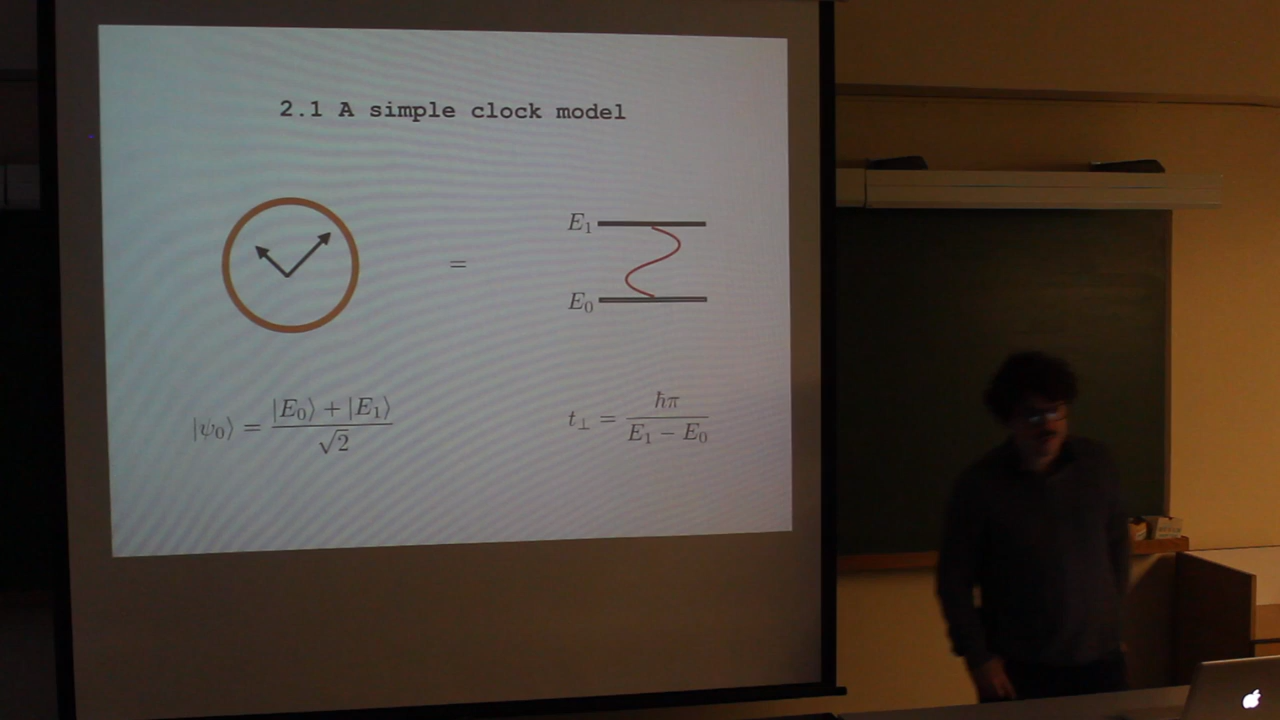 2.1 A simple clock model
E₁
=
E₀
|ψ₀⟩ = (|E₀⟩ + |E₁⟩) / √2
t⊥ = ħπ / (E₁ − E₀)